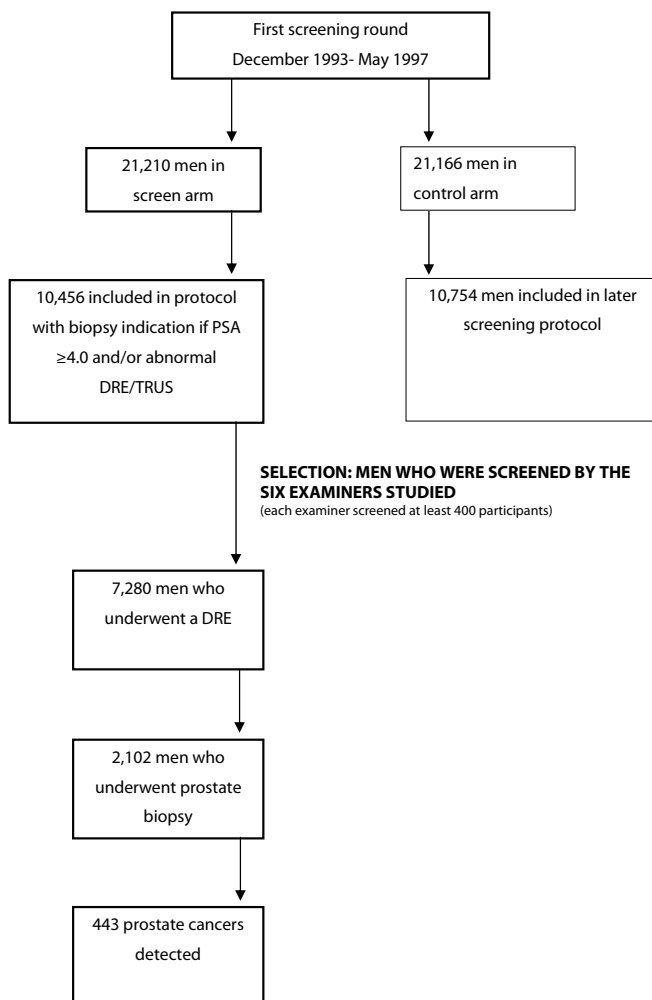 First screening round
December 1993- May 1997
21,210 men in
screen arm
21,166 men in
control arm
10,456 included in protocol
with biopsy indication if PSA
≥4.0 and/or abnormal
DRE/TRUS
10,754 men included in later
screening protocol
SELECTION: MEN WHO WERE SCREENED BY THE
SIX EXAMINERS STUDIED
(each examiner screened at least 400 participants)
7,280 men who
underwent a DRE
2,102 men who
underwent prostate
biopsy
443 prostate cancers
detected